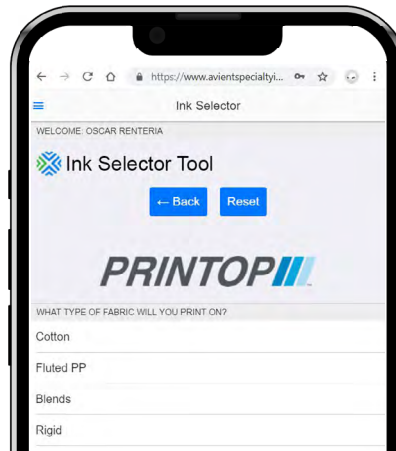 https://www.avientspecialtyi...
Ink Selector
WELCOME: OSCAR RENTERIA
Ink Selector Tool
← Back Reset
PRINTOP
WHAT TYPE OF FABRIC WILL YOU PRINT ON?
Cotton
Fluted PP
Blends
Rigid